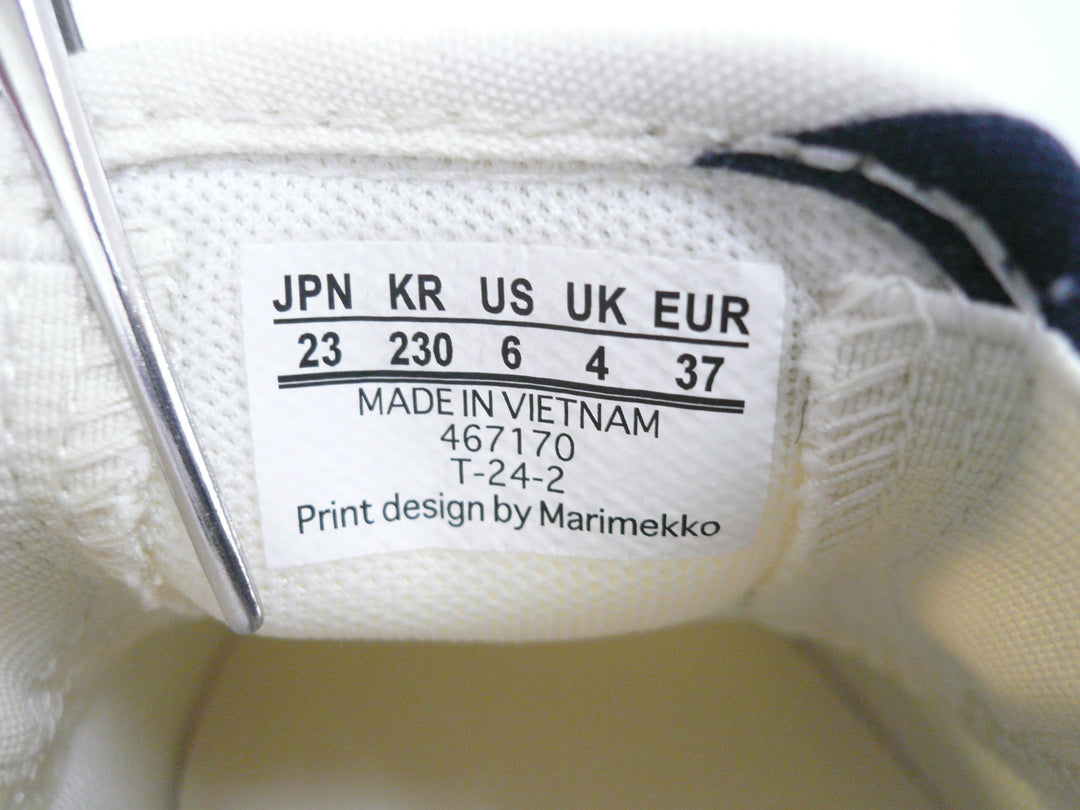 JPN KR US UK EUR
23 230 6 4 37
MADE IN VIETNAM
467170
T-24-2
Print design by Marimekko